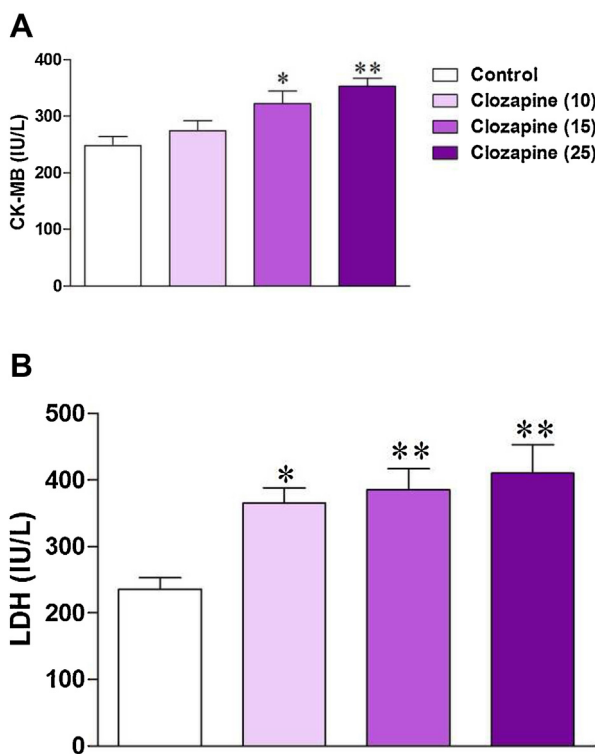 A
CK-MB (IU/L)
400
300
200
100
0
*
**
Control
Clozapine (10)
Clozapine (15)
Clozapine (25)
B
LDH (IU/L)
500
400
300
200
100
0
*
**
**